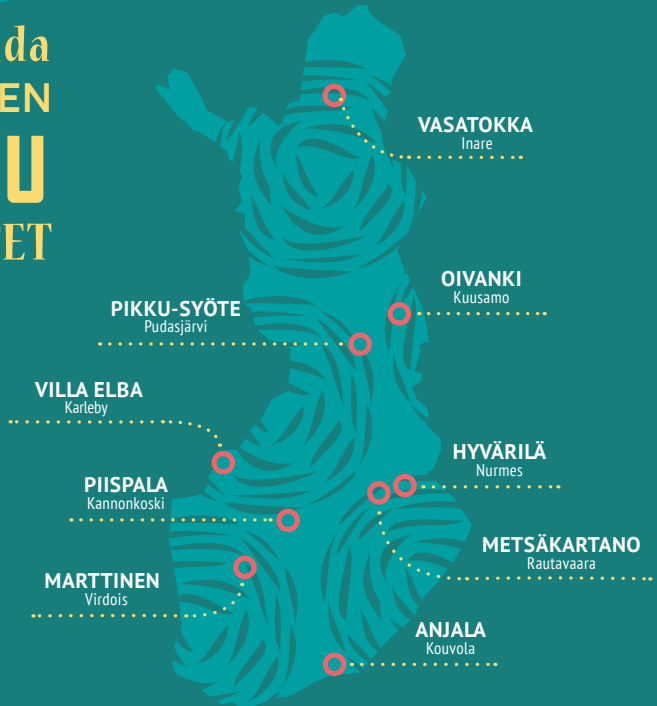 da
EN
U
ET
VASATOKKA
Inare
OIVANKI
Kuusamo
PIKKU-SYÖTE
Pudasjärvi
VILLA ELBA
Karleby
HYVÄRILÄ
Nurmes
PIISPALA
Kannonkoski
METSÄKARTANO
Rautavaara
MARTTINEN
Virdois
ANJALA
Kouvola